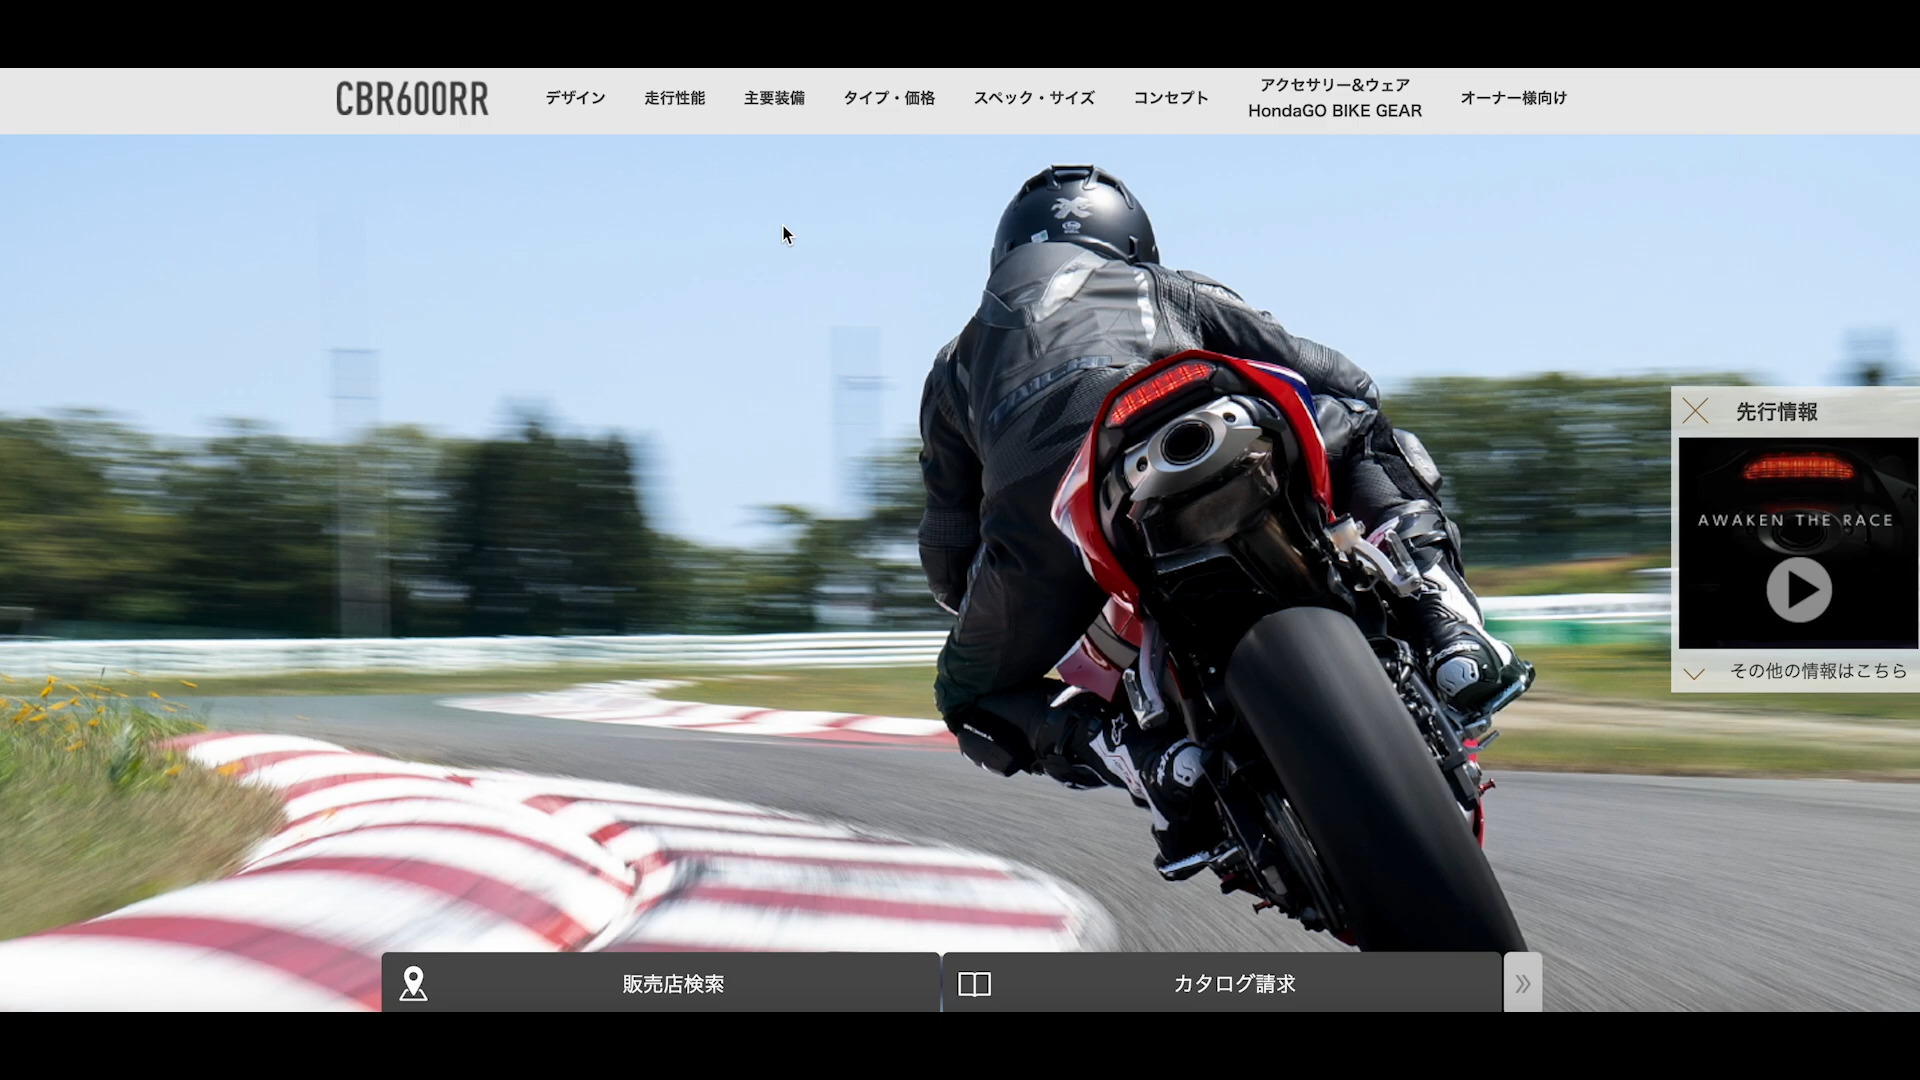 CBR600RR
デザイン
走行性能
主要装備
タイプ・価格
スペック・サイズ
コンセプト
アクセサリー&ウェア
HondaGO BIKE GEAR
オーナー様向け
先行情報
AWAKEN THE RACE
その他の情報はこちら
販売店検索
カタログ請求